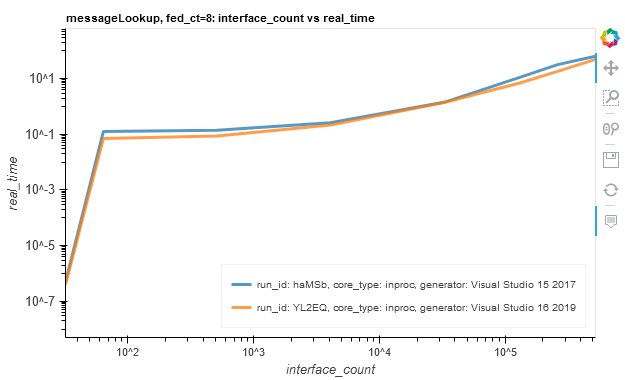 messageLookup, fed_ct=8: interface_count vs real_time
10^1
10^-1
10^-3
10^-5
10^-7
real_time
run_id: haMSb, core_type: inproc, generator: Visual Studio 15 2017
run_id: YL2EQ, core_type: inproc, generator: Visual Studio 16 2019
10^2
10^3
10^4
10^5
interface_count